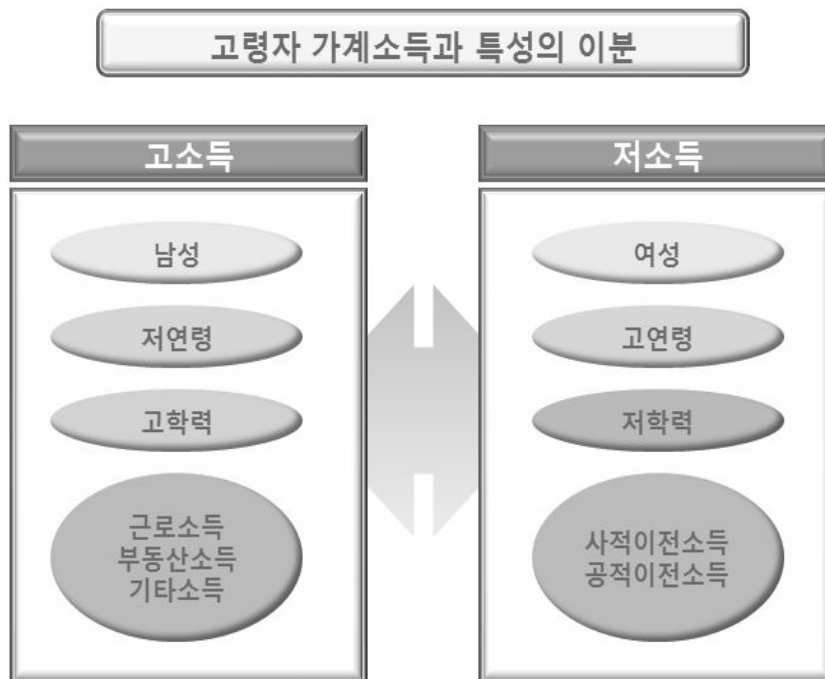 고령자 가계소득과 특성의 이분
고소득
남성
저연령
고학력
근로소득
부동산소득
기타소득
저소득
여성
고연령
저학력
사적이전소득
공적이전소득